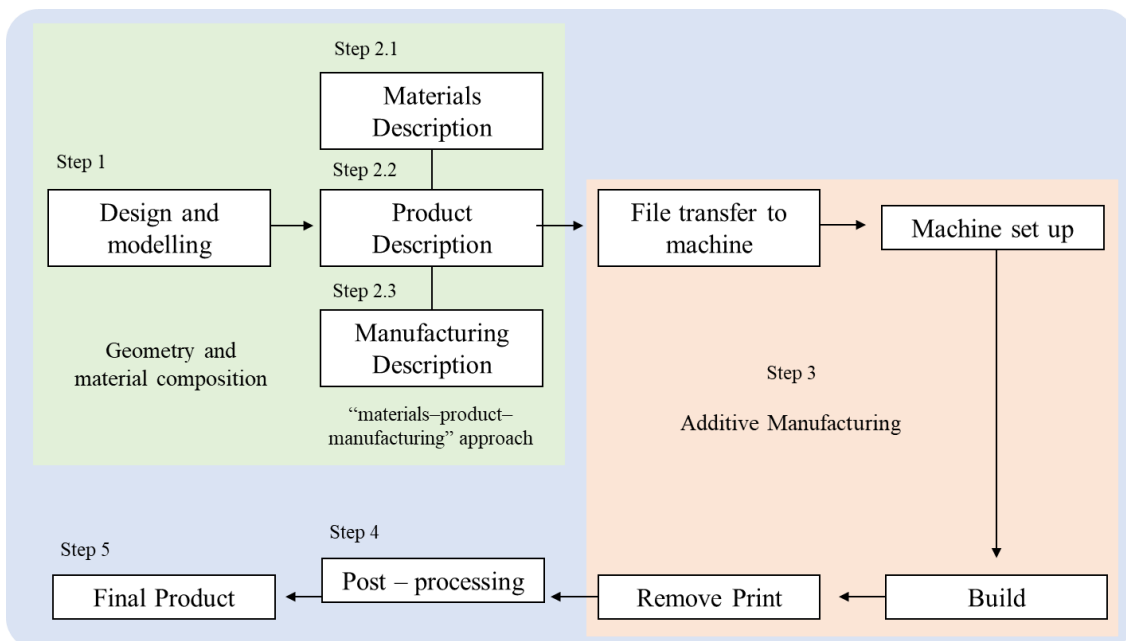 Step 1
Design and
modelling
Geometry and
material composition
Step 2.1
Materials
Description
Step 2.2
Product
Description
Step 2.3
Manufacturing
Description
“materials–product–
manufacturing” approach
File transfer to
machine
Machine set up
Step 3
Additive Manufacturing
Build
Remove Print
Step 4
Post – processing
Step 5
Final Product